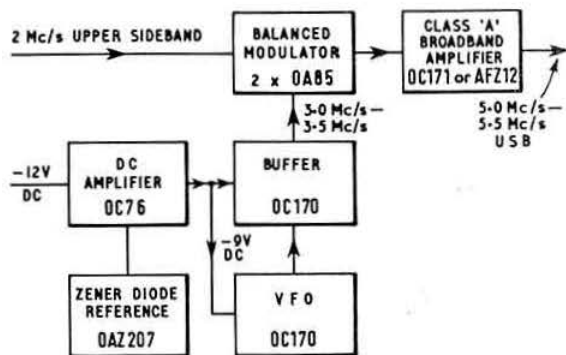 2 Mc/s UPPER SIDEBAND
BALANCED
MODULATOR
2 x OA85
CLASS 'A'
BROADBAND
AMPLIFIER
OC171 or AFZ12
3·0 Mc/s—
3·5 Mc/s
5·0 Mc/s—
5·5 Mc/s
USB
—12V
DC
DC
AMPLIFIER
OC76
BUFFER
OC170
—9V
DC
ZENER DIODE
REFERENCE
OAZ207
VFO
OC170